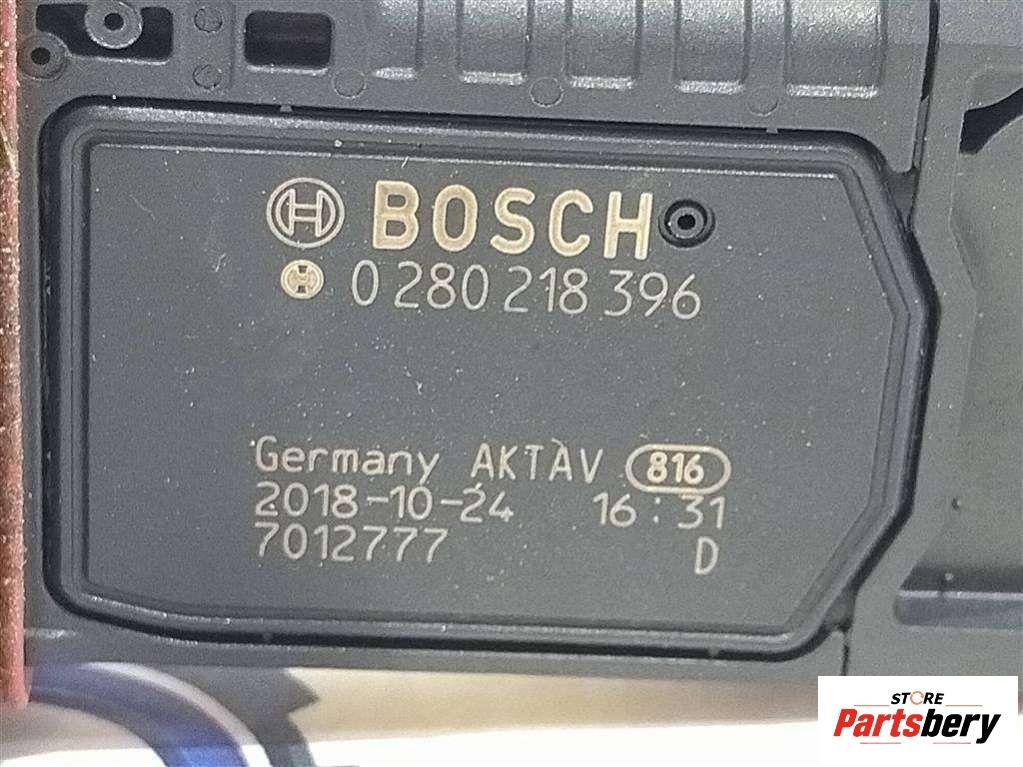 BOSCH
0 280 218 396
Germany AKTAV 816
2018-10-24 16:31
7012777 D
STORE
Partsbery